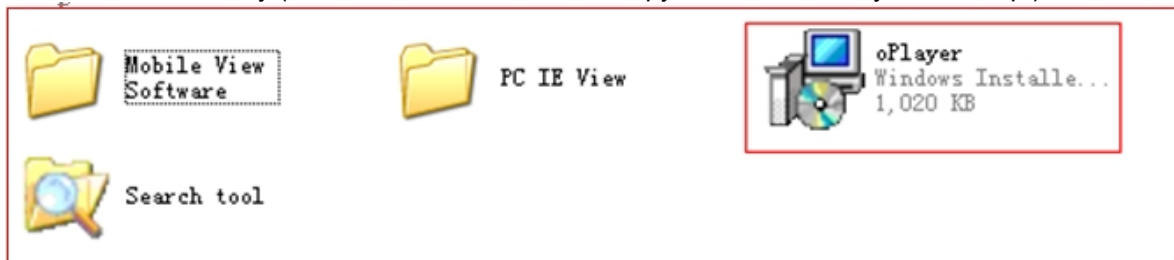 Mobile View
Software
PC IE View
oPlayer
Windows Installe...
1,020 KB
Search tool